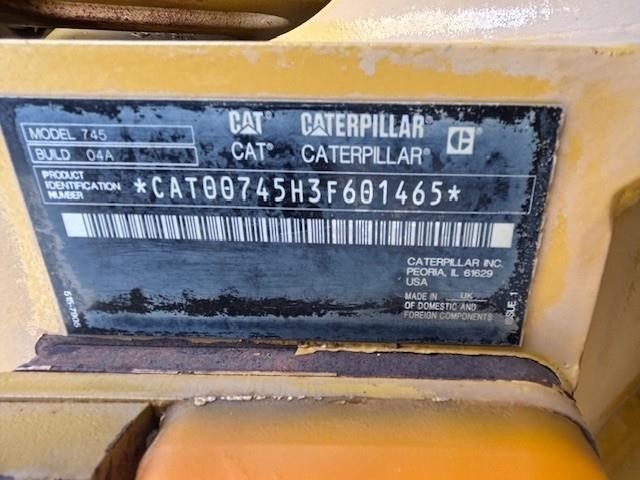 MODEL 745
BUILD 04A
CAT CATERPILLAR C
CAT® CATERPILLAR®
PRODUCT
IDENTIFICATION
NUMBER
*CAT00745H3F601465*
CATERPILLAR INC.
PEORIA, IL 61629
USA
MADE IN UK
OF DOMESTIC AND
FOREIGN COMPONENTS
ISSUE 1